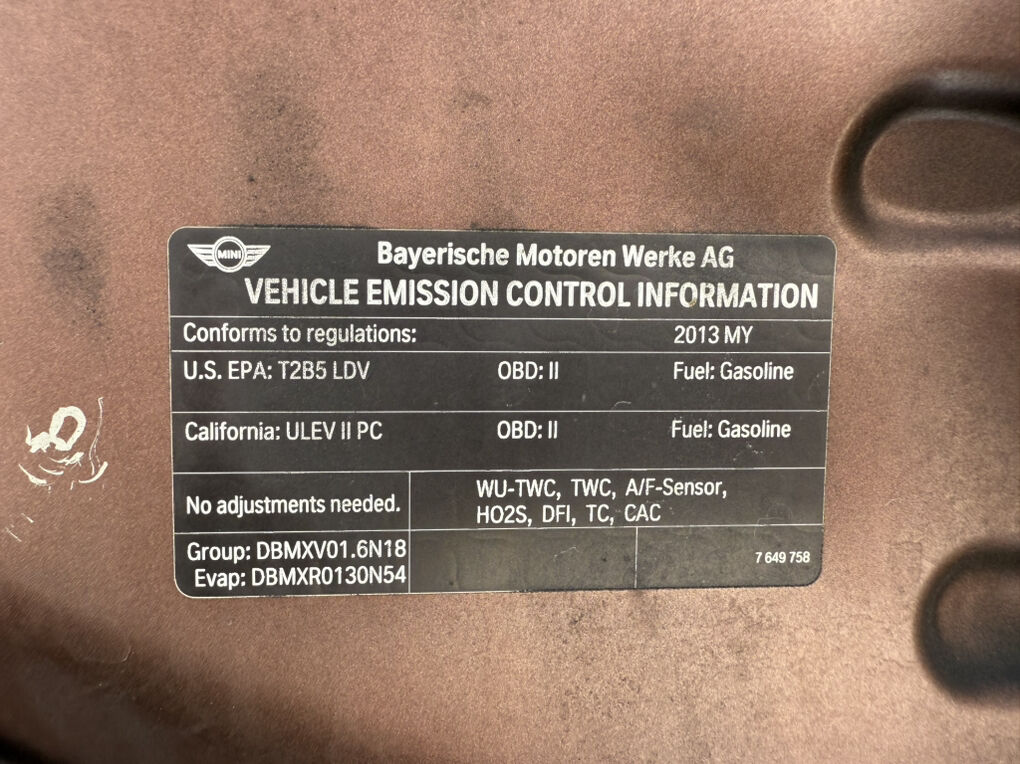 MINI
Bayerische Motoren Werke AG
VEHICLE EMISSION CONTROL INFORMATION
Conforms to regulations: 2013 MY
U.S. EPA: T2B5 LDV OBD: II Fuel: Gasoline
California: ULEV II PC OBD: II Fuel: Gasoline
No adjustments needed.
WU-TWC, TWC, A/F-Sensor,
HO2S, DFI, TC, CAC
Group: DBMXV01.6N18
Evap: DBMXR0130N54
7 649 758